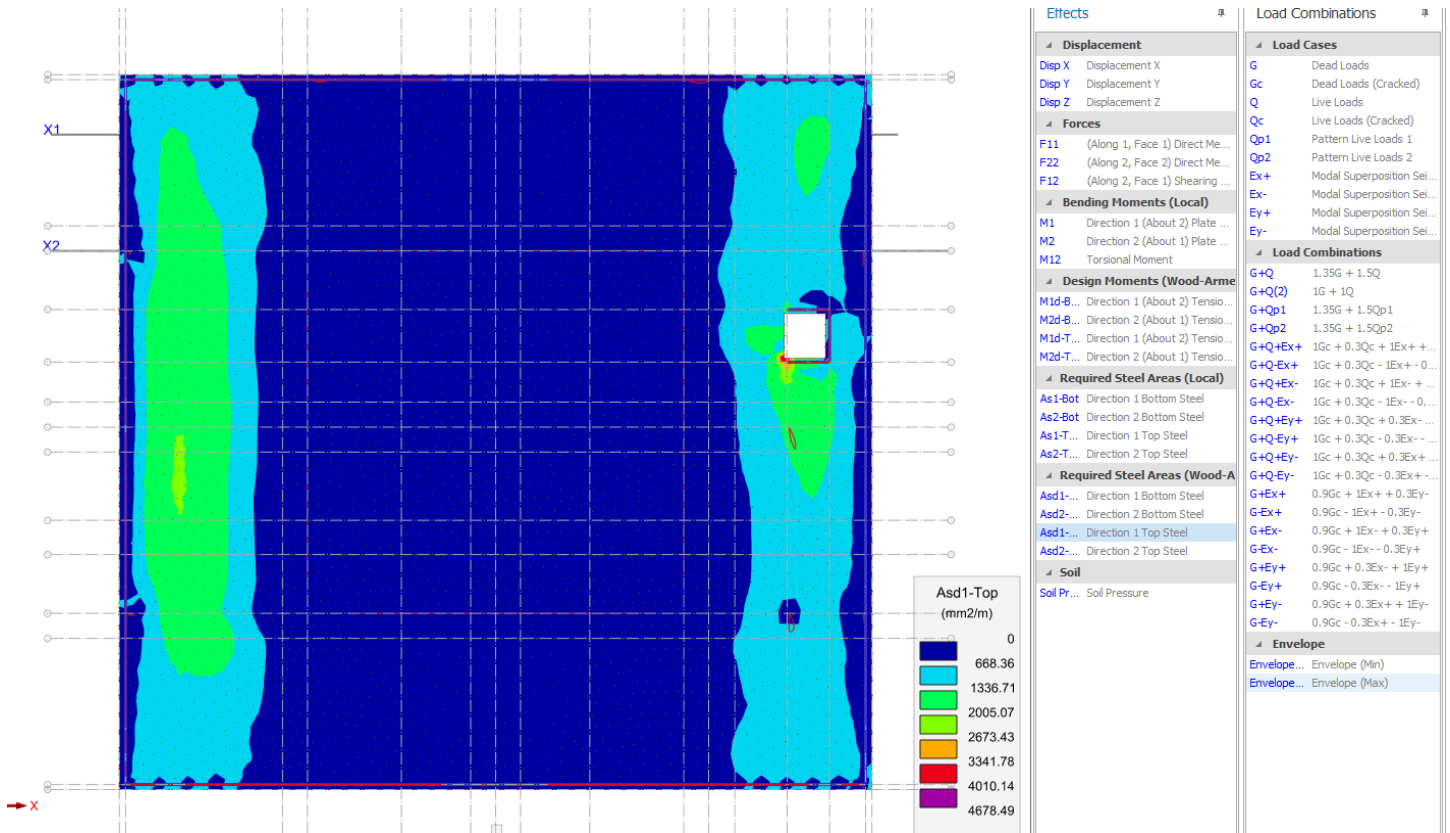 X1
X2
X
Asd1-Top
(mm2/m)
0
668.36
1336.71
2005.07
2673.43
3341.78
4010.14
4678.49
Effects
Displacement
Disp X Displacement X
Disp Y Displacement Y
Disp Z Displacement Z
Forces
F11 (Along 1, Face 1) Direct Me...
F22 (Along 2, Face 2) Direct Me...
F12 (Along 2, Face 1) Shearing ...
Bending Moments (Local)
M1 Direction 1 (About 2) Plate ...
M2 Direction 2 (About 1) Plate ...
M12 Torsional Moment
Design Moments (Wood-Arme
M1d-B... Direction 1 (About 2) Tensio...
M2d-B... Direction 2 (About 1) Tensio...
M1d-T... Direction 1 (About 2) Tensio...
M2d-T... Direction 2 (About 1) Tensio...
Required Steel Areas (Local)
As1-Bot Direction 1 Bottom Steel
As2-Bot Direction 2 Bottom Steel
As1-T... Direction 1 Top Steel
As2-T... Direction 2 Top Steel
Required Steel Areas (Wood-A
Asd1-... Direction 1 Bottom Steel
Asd2-... Direction 2 Bottom Steel
Asd1-... Direction 1 Top Steel
Asd2-... Direction 2 Top Steel
Soil
Soil Pr... Soil Pressure
Load Combinations
Load Cases
G Dead Loads
Gc Dead Loads (Cracked)
Q Live Loads
Qc Live Loads (Cracked)
Qp1 Pattern Live Loads 1
Qp2 Pattern Live Loads 2
Ex+ Modal Superposition Sei...
Ex- Modal Superposition Sei...
Ey+ Modal Superposition Sei...
Ey- Modal Superposition Sei...
Load Combinations
G+Q 1.35G + 1.5Q
G+Q(2) 1G + 1Q
G+Qp1 1.35G + 1.5Qp1
G+Qp2 1.35G + 1.5Qp2
G+Q+Ex+ 1Gc + 0.3Qc + 1Ex+ +...
G+Q-Ex+ 1Gc + 0.3Qc - 1Ex+ - 0...
G+Q+Ex- 1Gc + 0.3Qc + 1Ex- + ...
G+Q-Ex- 1Gc + 0.3Qc - 1Ex- - 0....
G+Q+Ey+ 1Gc + 0.3Qc + 0.3Ex- ...
G+Q-Ey+ 1Gc + 0.3Qc - 0.3Ex- - ...
G+Q+Ey- 1Gc + 0.3Qc + 0.3Ex+ ...
G+Q-Ey- 1Gc + 0.3Qc - 0.3Ex+ -...
G+Ex+ 0.9Gc + 1Ex+ + 0.3Ey-
G-Ex+ 0.9Gc - 1Ex+ - 0.3Ey-
G+Ex- 0.9Gc + 1Ex- + 0.3Ey+
G-Ex- 0.9Gc - 1Ex- - 0.3Ey+
G+Ey+ 0.9Gc + 0.3Ex- + 1Ey+
G-Ey+ 0.9Gc - 0.3Ex- - 1Ey+
G+Ey- 0.9Gc + 0.3Ex+ + 1Ey-
G-Ey- 0.9Gc - 0.3Ex+ - 1Ey-
Envelope
Envelope... Envelope (Min)
Envelope... Envelope (Max)